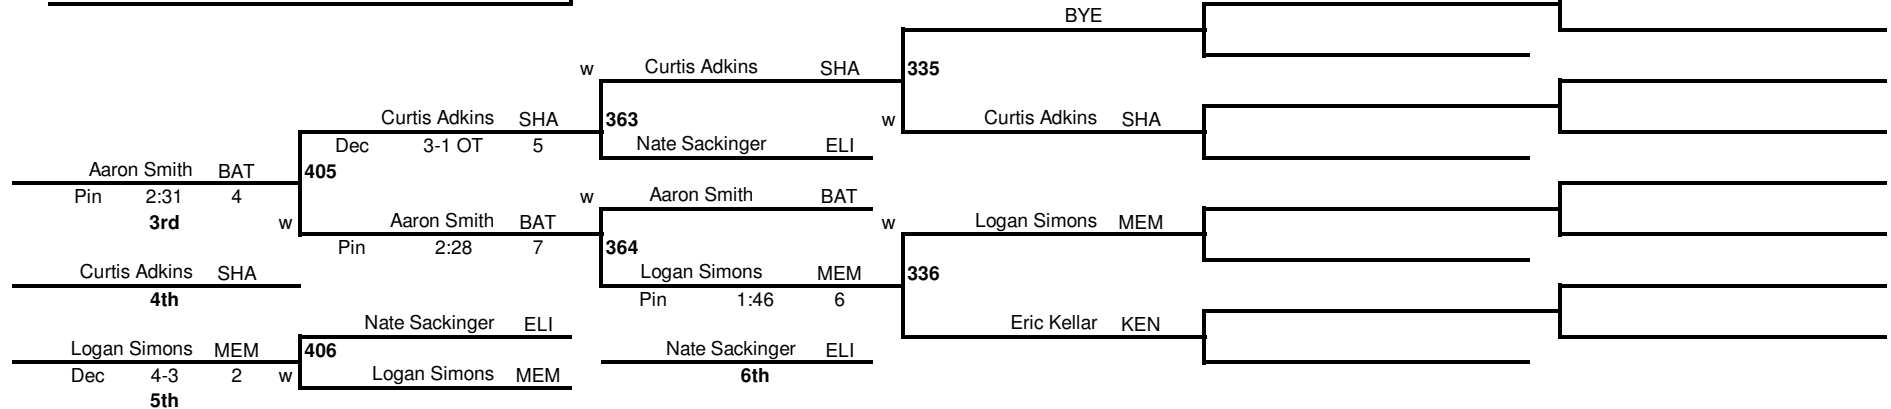 BYE
w Curtis Adkins SHA 335
Curtis Adkins SHA 363 w Curtis Adkins SHA
Dec 3-1 OT 5 Nate Sackinger ELI
Aaron Smith BAT 405
Pin 2:31 4 w Aaron Smith BAT
3rd w Aaron Smith BAT w Logan Simons MEM
Pin 2:28 7 364
Curtis Adkins SHA Logan Simons MEM 336
4th Pin 1:46 6
Nate Sackinger ELI Eric Kellar KEN
Logan Simons MEM 406 Nate Sackinger ELI
Dec 4-3 2 w Logan Simons MEM 6th
5th